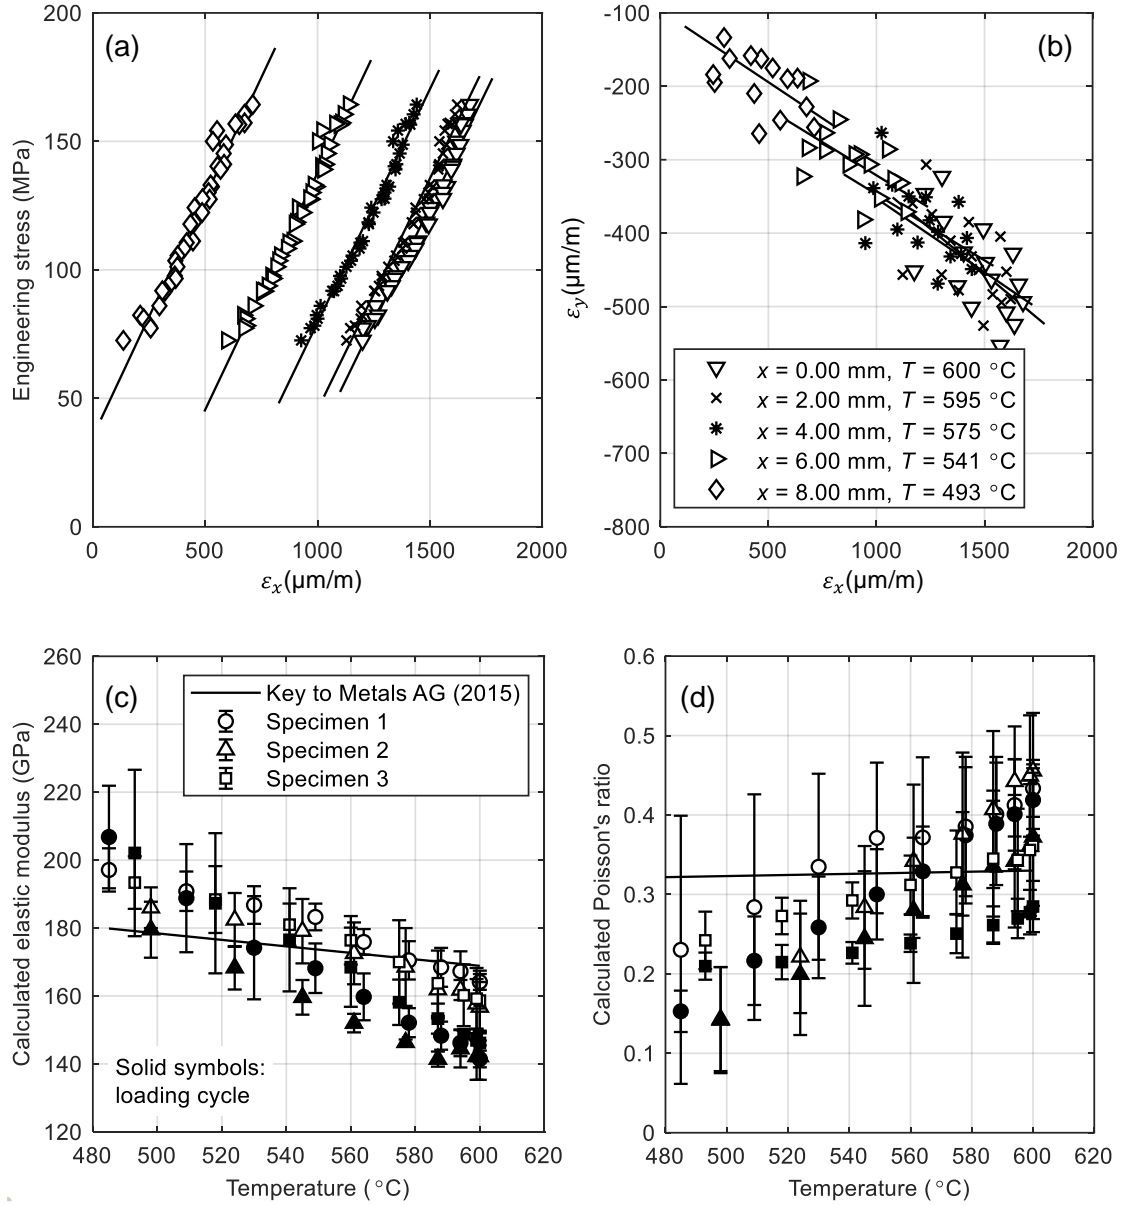 200
150
100
50
0
(a)
Engineering stress (MPa)
0
500
1000
1500
2000
εx(μm/m)
-100
-200
-300
-400
-500
-600
-700
-800
(b)
εy(μm/m)
x = 0.00 mm, T = 600 °C
x = 2.00 mm, T = 595 °C
x = 4.00 mm, T = 575 °C
x = 6.00 mm, T = 541 °C
x = 8.00 mm, T = 493 °C
0
500
1000
1500
2000
εx(μm/m)
260
240
220
200
180
160
140
120
(c)
Calculated elastic modulus (GPa)
Key to Metals AG (2015)
Specimen 1
Specimen 2
Specimen 3
Solid symbols:
loading cycle
480
500
520
540
560
580
600
620
Temperature (°C)
0.6
0.5
0.4
0.3
0.2
0.1
0
(d)
Calculated Poisson's ratio
480
500
520
540
560
580
600
620
Temperature (°C)